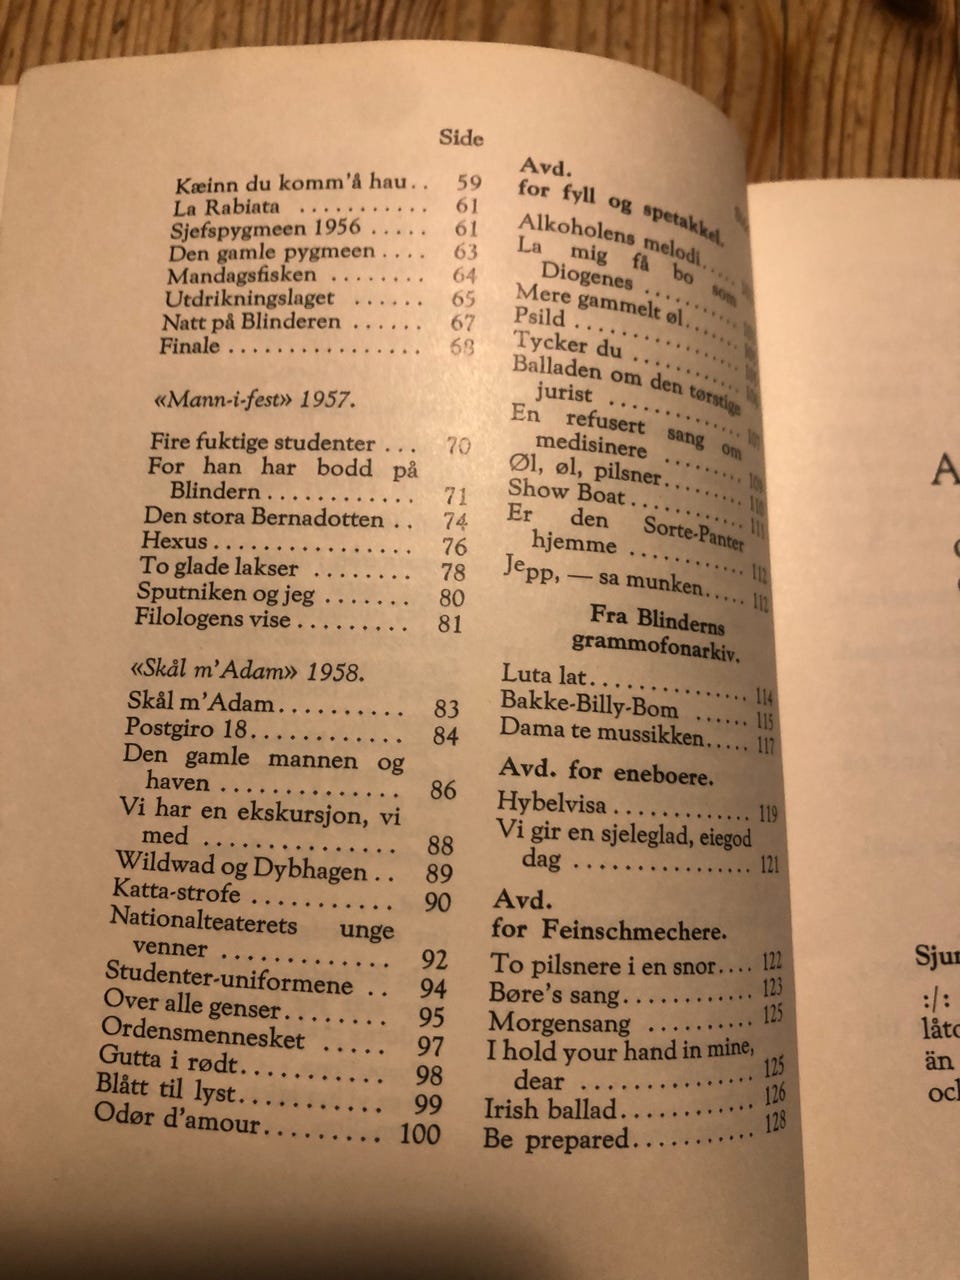 Side
Kæinn du komm'å hau.. 59
La Rabiata ........... 61
Sjefspygmeen 1956 ..... 61
Den gamle pygmeen .... 63
Mandagsfisken ........ 64
Utdrikningslaget ...... 65
Natt på Blinderen ...... 67
Finale ................ 68
«Mann-i-fest» 1957.
Fire fuktige studenter ... 70
For han har bodd på
Blindern ............ 71
Den stora Bernadotten .. 74
Hexus ................ 76
To glade lakser ........ 78
Sputniken og jeg ....... 80
Filologens vise ......... 81
«Skål m'Adam» 1958.
Skål m'Adam.......... 83
Postgiro 18............ 84
Den gamle mannen og
haven .............. 86
Vi har en ekskursjon, vi
med ............... 88
Wildwad og Dybhagen .. 89
Katta-strofe ........... 90
Nationalteaterets unge
venner ............. 92
Studenter-uniformene .. 94
Over alle genser........ 95
Ordensmennesket ..... 97
Gutta i rødt........... 98
Blått til lyst........... 99
Odør d'amour......... 100
Avd.
for fyll og spetakkel.
Alkoholens melodi....
La mig få bo som
Diogenes ..........
Mere gammelt øl......
Psild ................
Tycker du ...........
Balladen om den tørstige
jurist ..............
En refusert sang om
medisinere .........
Øl, øl, pilsner......... 110
Show Boat............ 111
Er den Sorte-Panter
hjemme ............ 112
Jepp, — sa munken..... 112
Fra Blinderns
grammofonarkiv.
Luta lat.............. 114
Bakke-Billy-Bom ...... 115
Dama te mussikken..... 117
Avd. for eneboere.
Hybelvisa ............. 119
Vi gir en sjeleglad, eiegod
dag ................ 121
Avd.
for Feinschmechere.
To pilsnere i en snor.... 122
Børe's sang............ 123
Morgensang .......... 125
I hold your hand in mine,
dear ............... 125
Irish ballad............ 126
Be prepared........... 128
A
Sjun
:/:
låto
än
och